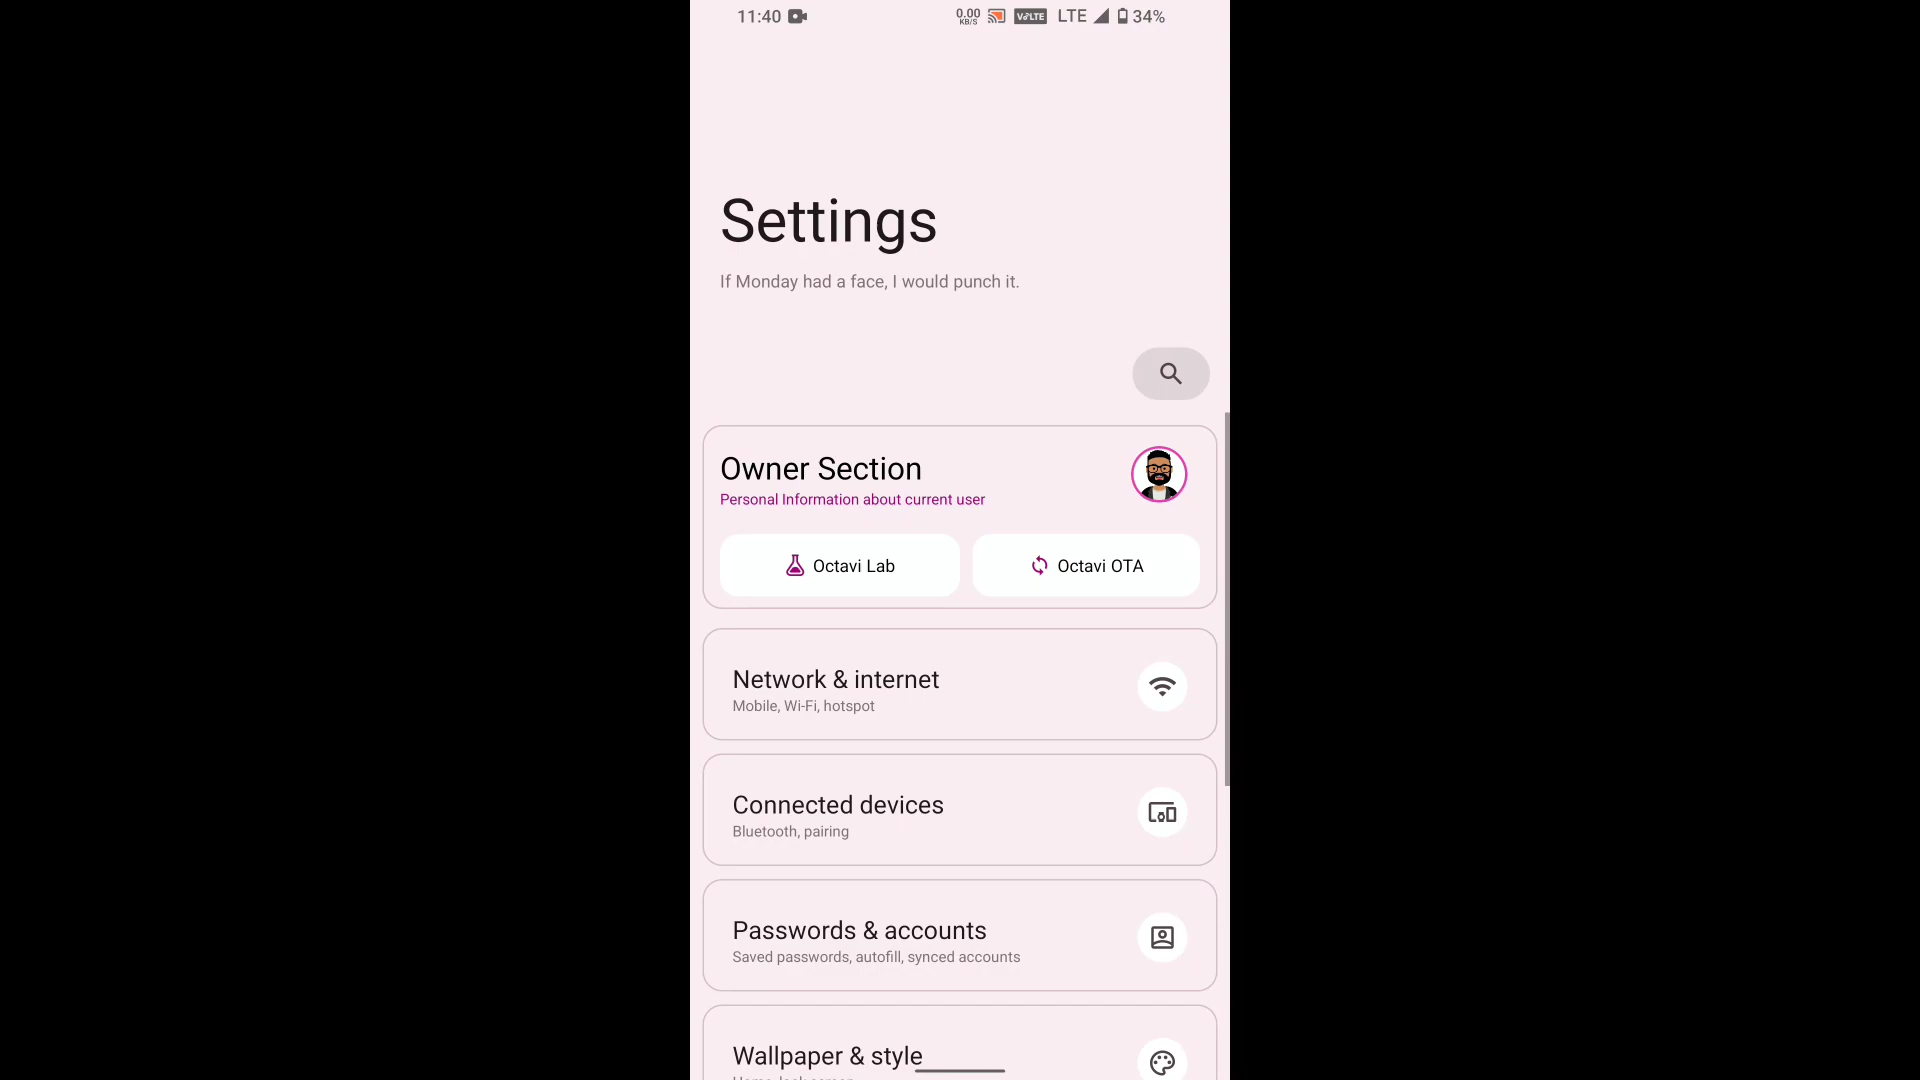 11:40 0.00 KB/S VoLTE LTE 34%
Settings
If Monday had a face, I would punch it.
Owner Section
Personal Information about current user
Octavi Lab Octavi OTA
Network & internet
Mobile, Wi-Fi, hotspot
Connected devices
Bluetooth, pairing
Passwords & accounts
Saved passwords, autofill, synced accounts
Wallpaper & style